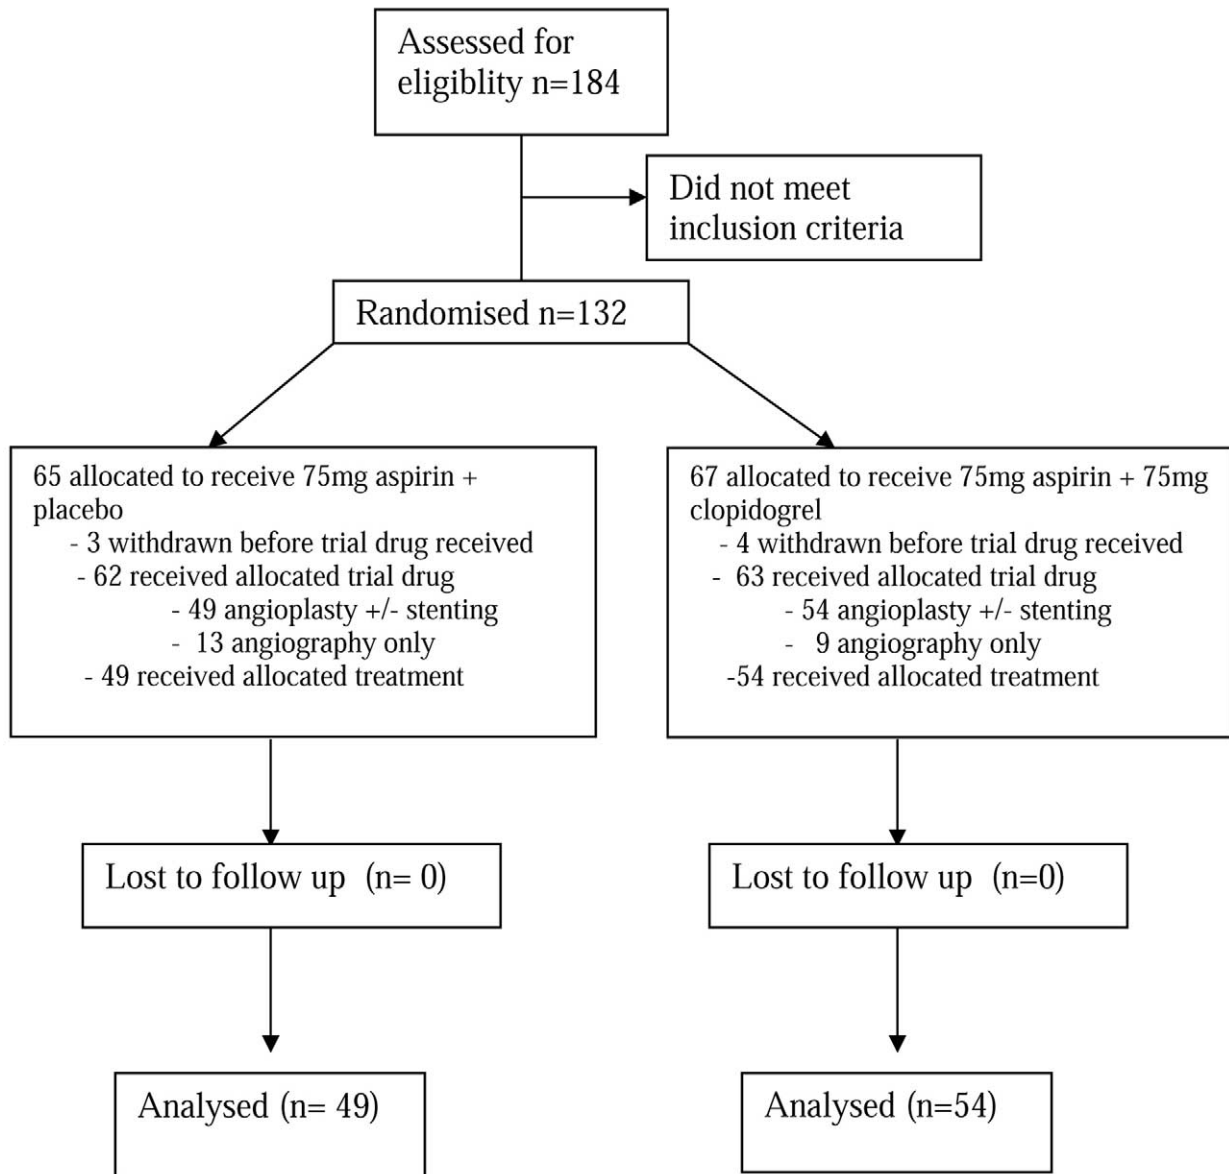 Assessed for
eligiblity n=184
Did not meet
inclusion criteria
Randomised n=132
65 allocated to receive 75mg aspirin +
placebo
- 3 withdrawn before trial drug received
- 62 received allocated trial drug
- 49 angioplasty +/- stenting
- 13 angiography only
- 49 received allocated treatment
67 allocated to receive 75mg aspirin + 75mg
clopidogrel
- 4 withdrawn before trial drug received
- 63 received allocated trial drug
- 54 angioplasty +/- stenting
- 9 angiography only
-54 received allocated treatment
Lost to follow up (n= 0)
Lost to follow up (n=0)
Analysed (n= 49)
Analysed (n=54)